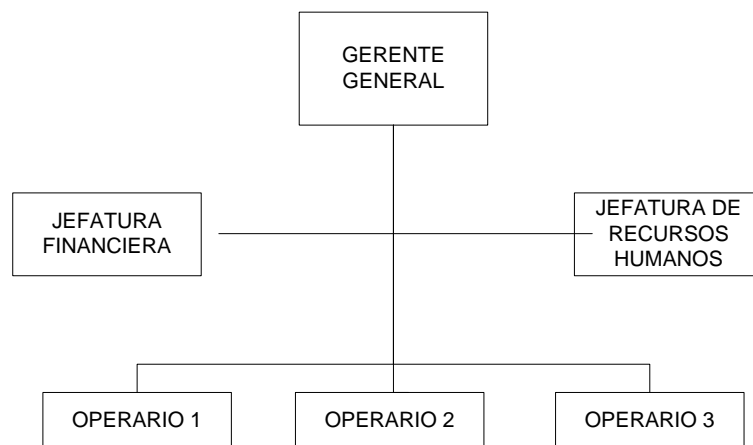 GERENTE
GENERAL
JEFATURA
FINANCIERA
JEFATURA DE
RECURSOS
HUMANOS
OPERARIO 1
OPERARIO 2
OPERARIO 3